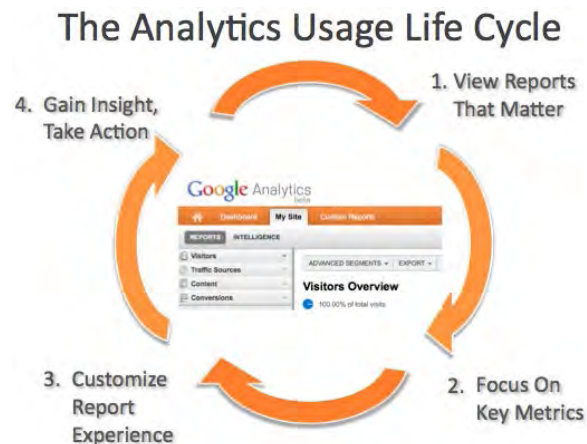 The Analytics Usage Life Cycle
1. View Reports
That Matter
4. Gain Insight,
Take Action
Google Analytics
beta
Dashboard My Site Custom Reports
REPORTS INTELLIGENCE
Visitors
Traffic Sources
Content
Conversions
ADVANCED SEGMENTS EXPORT
Visitors Overview
100.00% of total visits
3. Customize
Report
Experience
2. Focus On
Key Metrics